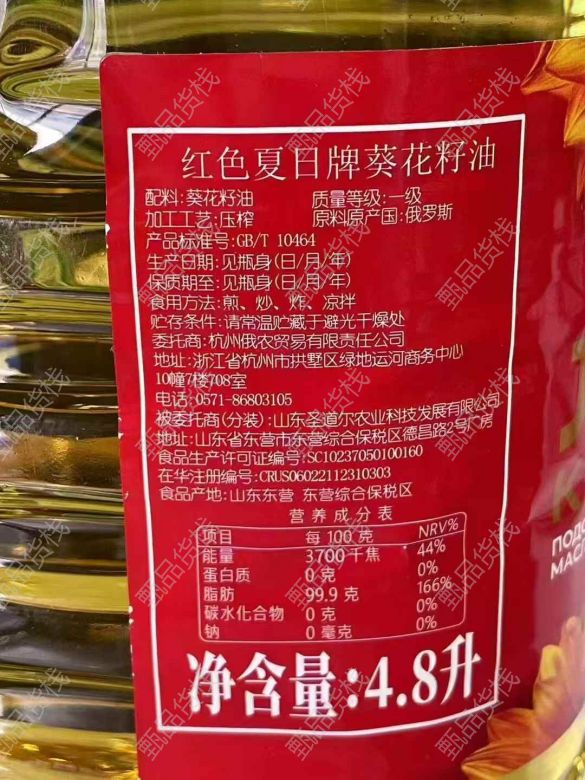 红色夏日牌葵花籽油
配料:葵花籽油 质量等级:一级
加工工艺:压榨 原料原产国:俄罗斯
产品标准号:GB/T 10464
生产日期:见瓶身(日/月/年)
保质期至:见瓶身(日/月/年)
食用方法:煎、炒、炸、凉拌
贮存条件:请常温贮藏于避光干燥处
委托商:杭州俄农贸易有限责任公司
地址:浙江省杭州市拱墅区绿地运河商务中心
10幢7楼708室
电话:0571-86803105
被委托商(分装):山东圣道尔农业科技发展有限公司
地址:山东省东营市东营综合保税区德昌路2号厂房
食品生产许可证编号:SC10237050100160
在华注册编号:CRUS06022112310303
食品产地:山东东营 东营综合保税区
营养成分表
项目 每 100 克 NRV%
能量 3700 千焦 44%
蛋白质 0 克 0%
脂肪 99.9 克 166%
碳水化合物 0 克 0%
钠 0 毫克 0%
净含量:4.8升
甄品货栈